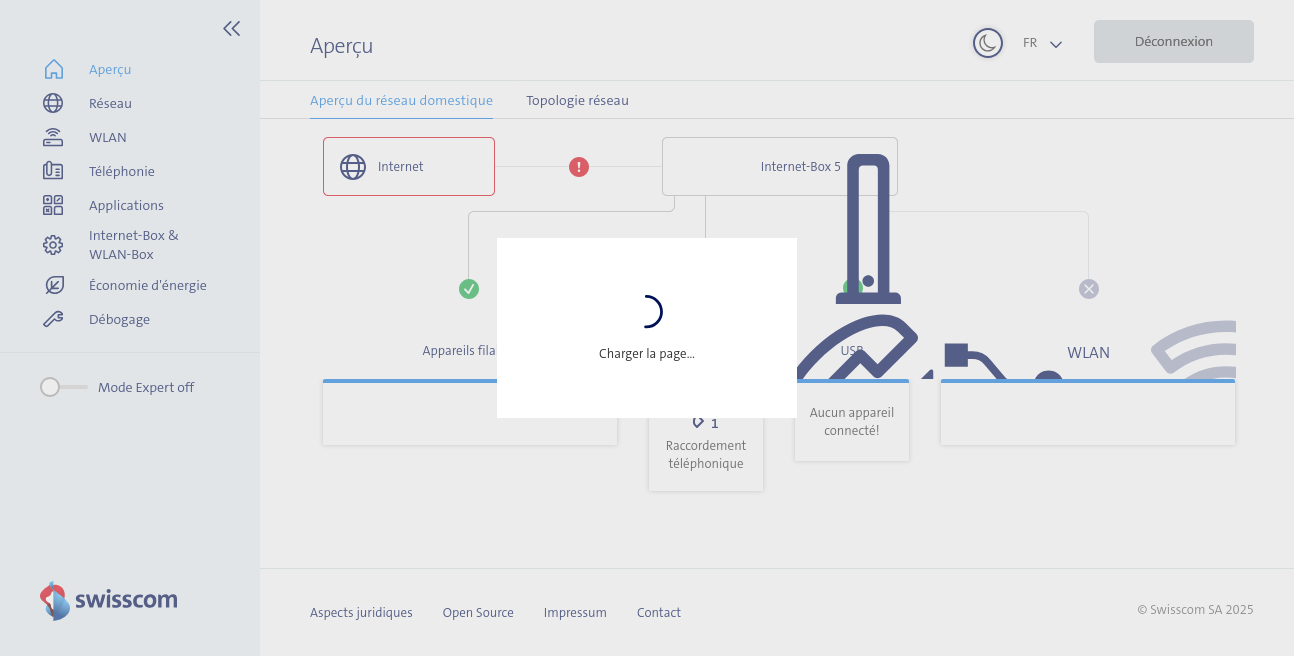 Aperçu
Réseau
WLAN
Téléphonie
Applications
Internet-Box &
WLAN-Box
Économie d'énergie
Débogage
Mode Expert off
swisscom
Aperçu
FR
Déconnexion
Aperçu du réseau domestique
Topologie réseau
Internet
Internet-Box 5
Appareils fila
USB
WLAN
Charger la page...
1
Raccordement
téléphonique
Aucun appareil
connecté!
Aspects juridiques
Open Source
Impressum
Contact
© Swisscom SA 2025